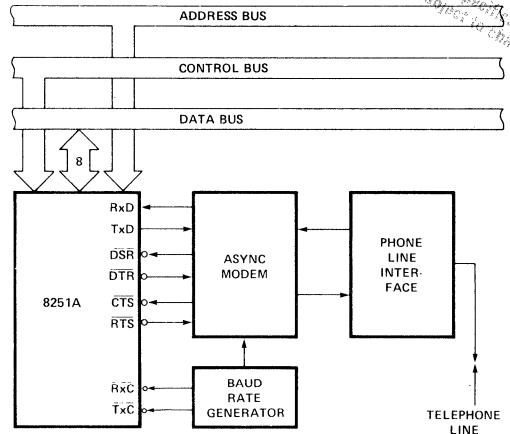 ADDRESS BUS
CONTROL BUS
DATA BUS
8
8251A
RxD
TxD
DSR
DTR
CTS
RTS
RxC
TxC
ASYNC
MODEM
BAUD
RATE
GENERATOR
PHONE
LINE
INTER-
FACE
TELEPHONE
LINE